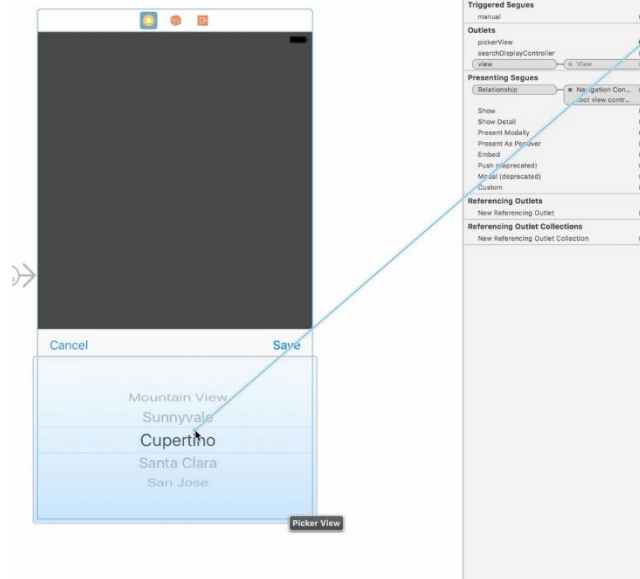 Triggered Segues
manual
Outlets
pickerView
searchDisplayController
view
View
Presenting Segues
Relationship
Navigation Con...
root view contr...
Show
Show Detail
Present Modally
Present As Popover
Embed
Push (deprecated)
Modal (deprecated)
Custom
Referencing Outlets
New Referencing Outlet
Referencing Outlet Collections
New Referencing Outlet Collection
Cancel
Save
Mountain View
Sunnyvale
Cupertino
Santa Clara
San Jose
Picker View